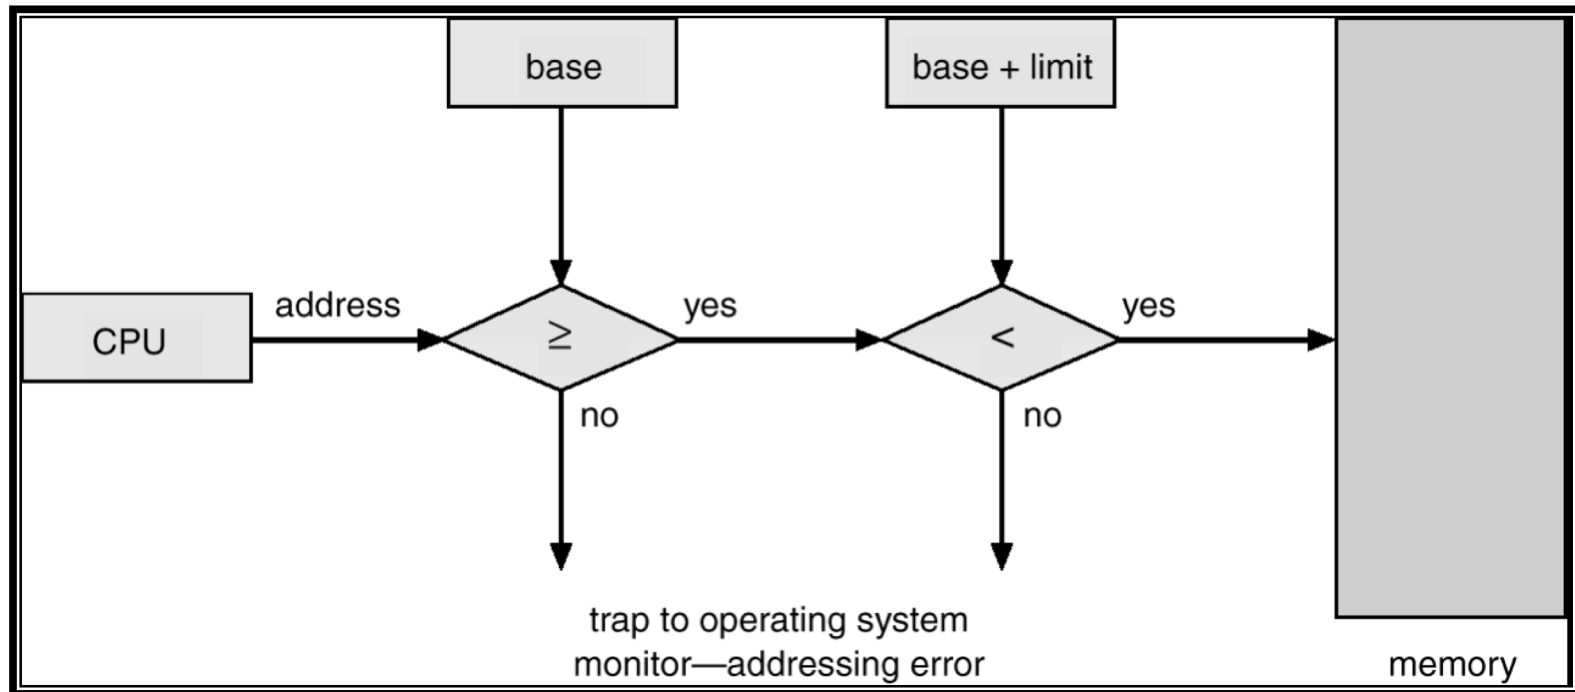 base
base + limit
CPU
address
≥
yes
<
yes
no
no
trap to operating system
monitor—addressing error
memory